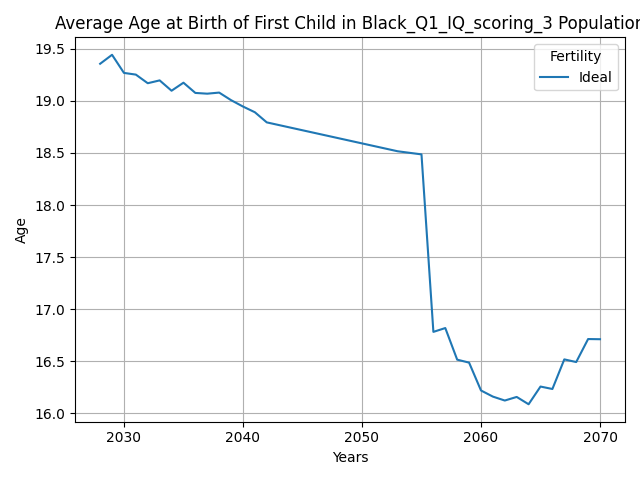 Average Age at Birth of First Child in Black_Q1_IQ_scoring_3 Population
Fertility
Ideal
19.5
19.0
18.5
18.0
17.5
17.0
16.5
16.0
Age
2030 2040 2050 2060 2070
Years